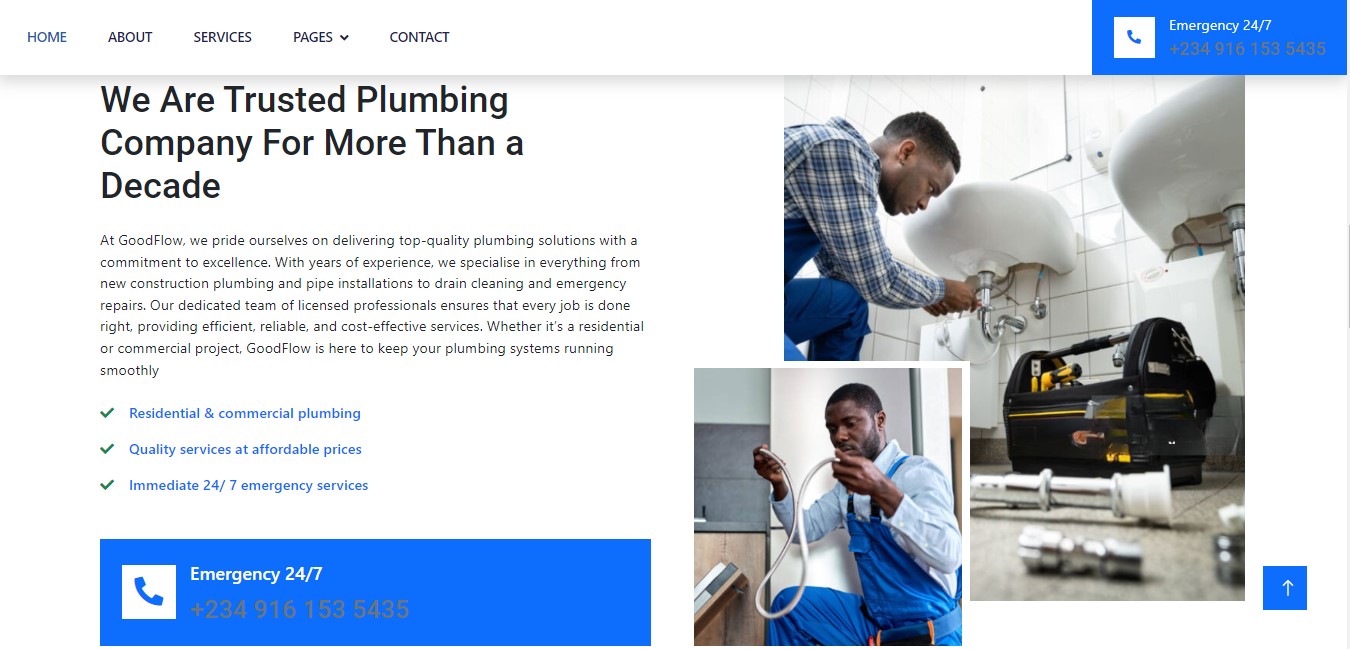 HOME ABOUT SERVICES PAGES CONTACT
Emergency 24/7
+234 916 153 5435
We Are Trusted Plumbing
Company For More Than a
Decade
At GoodFlow, we pride ourselves on delivering top-quality plumbing solutions with a
commitment to excellence. With years of experience, we specialise in everything from
new construction plumbing and pipe installations to drain cleaning and emergency
repairs. Our dedicated team of licensed professionals ensures that every job is done
right, providing efficient, reliable, and cost-effective services. Whether it's a residential
or commercial project, GoodFlow is here to keep your plumbing systems running
smoothly
Residential & commercial plumbing
Quality services at affordable prices
Immediate 24/ 7 emergency services
Emergency 24/7
+234 916 153 5435